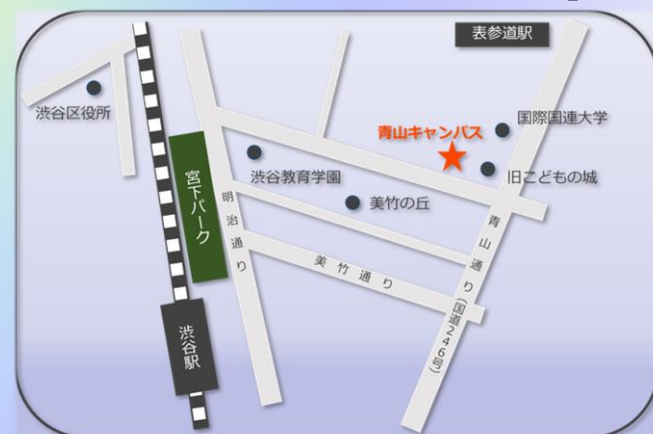 表参道駅
渋谷区役所
国際国連大学
青山キャンパス
渋谷教育学園
旧こどもの城
宮下パーク
明治通り
美竹の丘
青山通り(国道246号)
美竹通り
渋谷駅